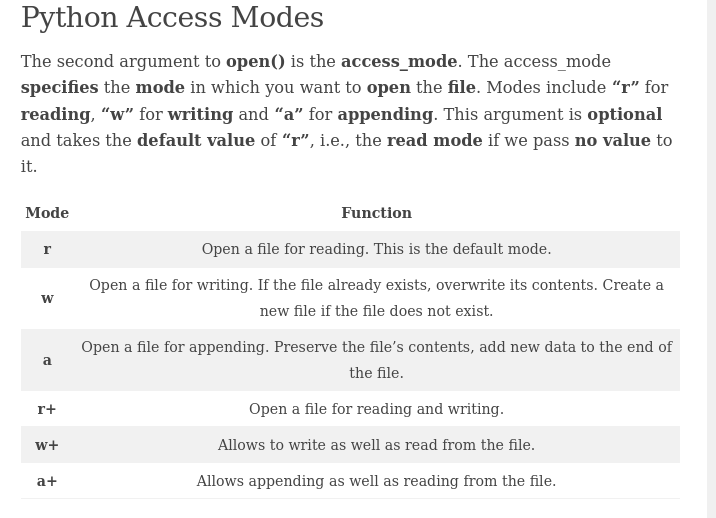 Python Access Modes
The second argument to open() is the access_mode. The access_mode
specifies the mode in which you want to open the file. Modes include “r” for
reading, “w” for writing and “a” for appending. This argument is optional
and takes the default value of “r”, i.e., the read mode if we pass no value to
it.
Mode Function
r Open a file for reading. This is the default mode.
w Open a file for writing. If the file already exists, overwrite its contents. Create a
new file if the file does not exist.
a Open a file for appending. Preserve the file’s contents, add new data to the end of
the file.
r+ Open a file for reading and writing.
w+ Allows to write as well as read from the file.
a+ Allows appending as well as reading from the file.